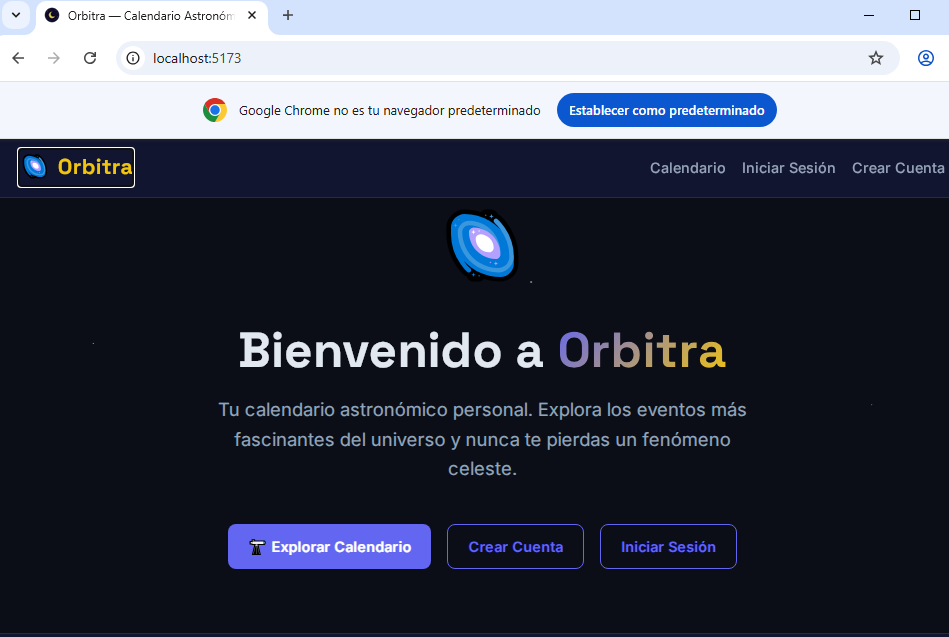 Orbitra — Calendario Astronóm
localhost:5173
Google Chrome no es tu navegador predeterminado
Establecer como predeterminado
Orbitra
Calendario
Iniciar Sesión
Crear Cuenta
Bienvenido a Orbitra
Tu calendario astronómico personal. Explora los eventos más
fascinantes del universo y nunca te pierdas un fenómeno
celeste.
Explorar Calendario
Crear Cuenta
Iniciar Sesión